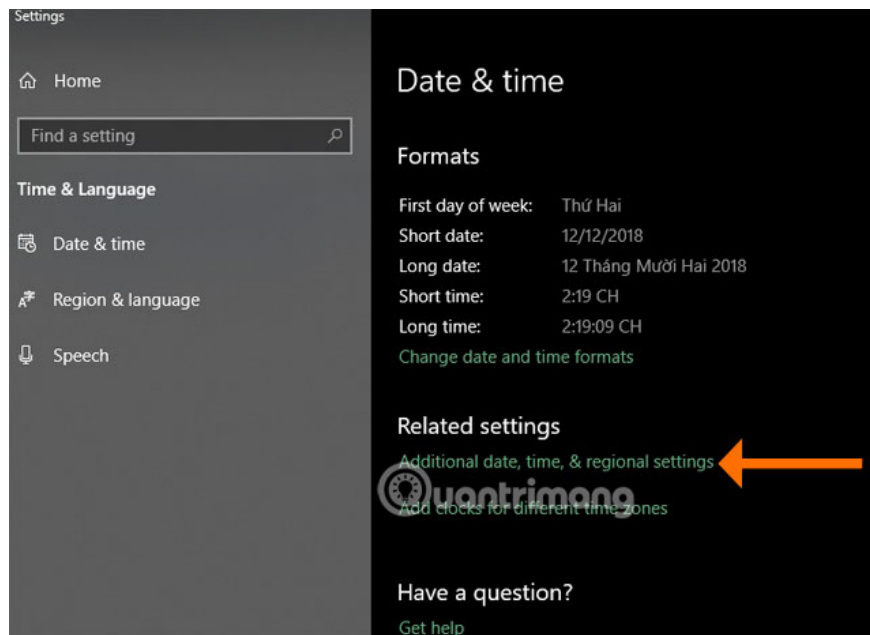 Settings
Home
Find a setting
Time & Language
Date & time
Region & language
Speech
Date & time
Formats
First day of week: Thứ Hai
Short date: 12/12/2018
Long date: 12 Tháng Mười Hai 2018
Short time: 2:19 CH
Long time: 2:19:09 CH
Change date and time formats
Related settings
Additional date, time, & regional settings
Quantrimang
Add clocks for different time zones
Have a question?
Get help